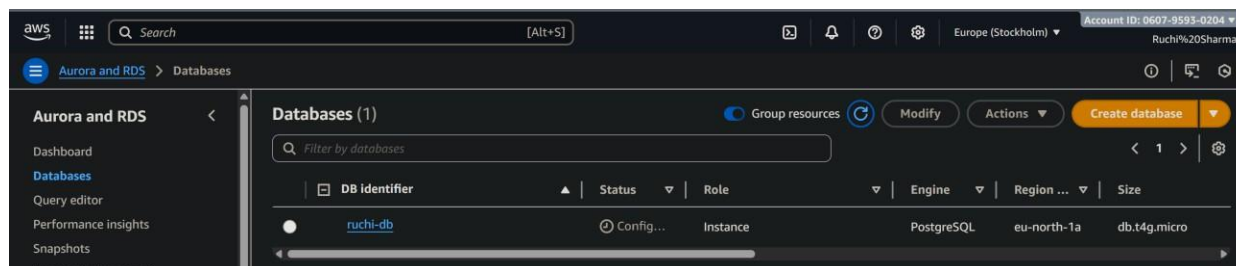 aws Search [Alt+S] Europe (Stockholm) Account ID: 0607-9593-0204
Ruchi%20Sharma
Aurora and RDS > Databases
Aurora and RDS
Dashboard
Databases
Query editor
Performance insights
Snapshots
Databases (1) Group resources Modify Actions Create database
Filter by databases
1
DB identifier Status Role Engine Region ... Size
ruchi-db Config... Instance PostgreSQL eu-north-1a db.t4g.micro